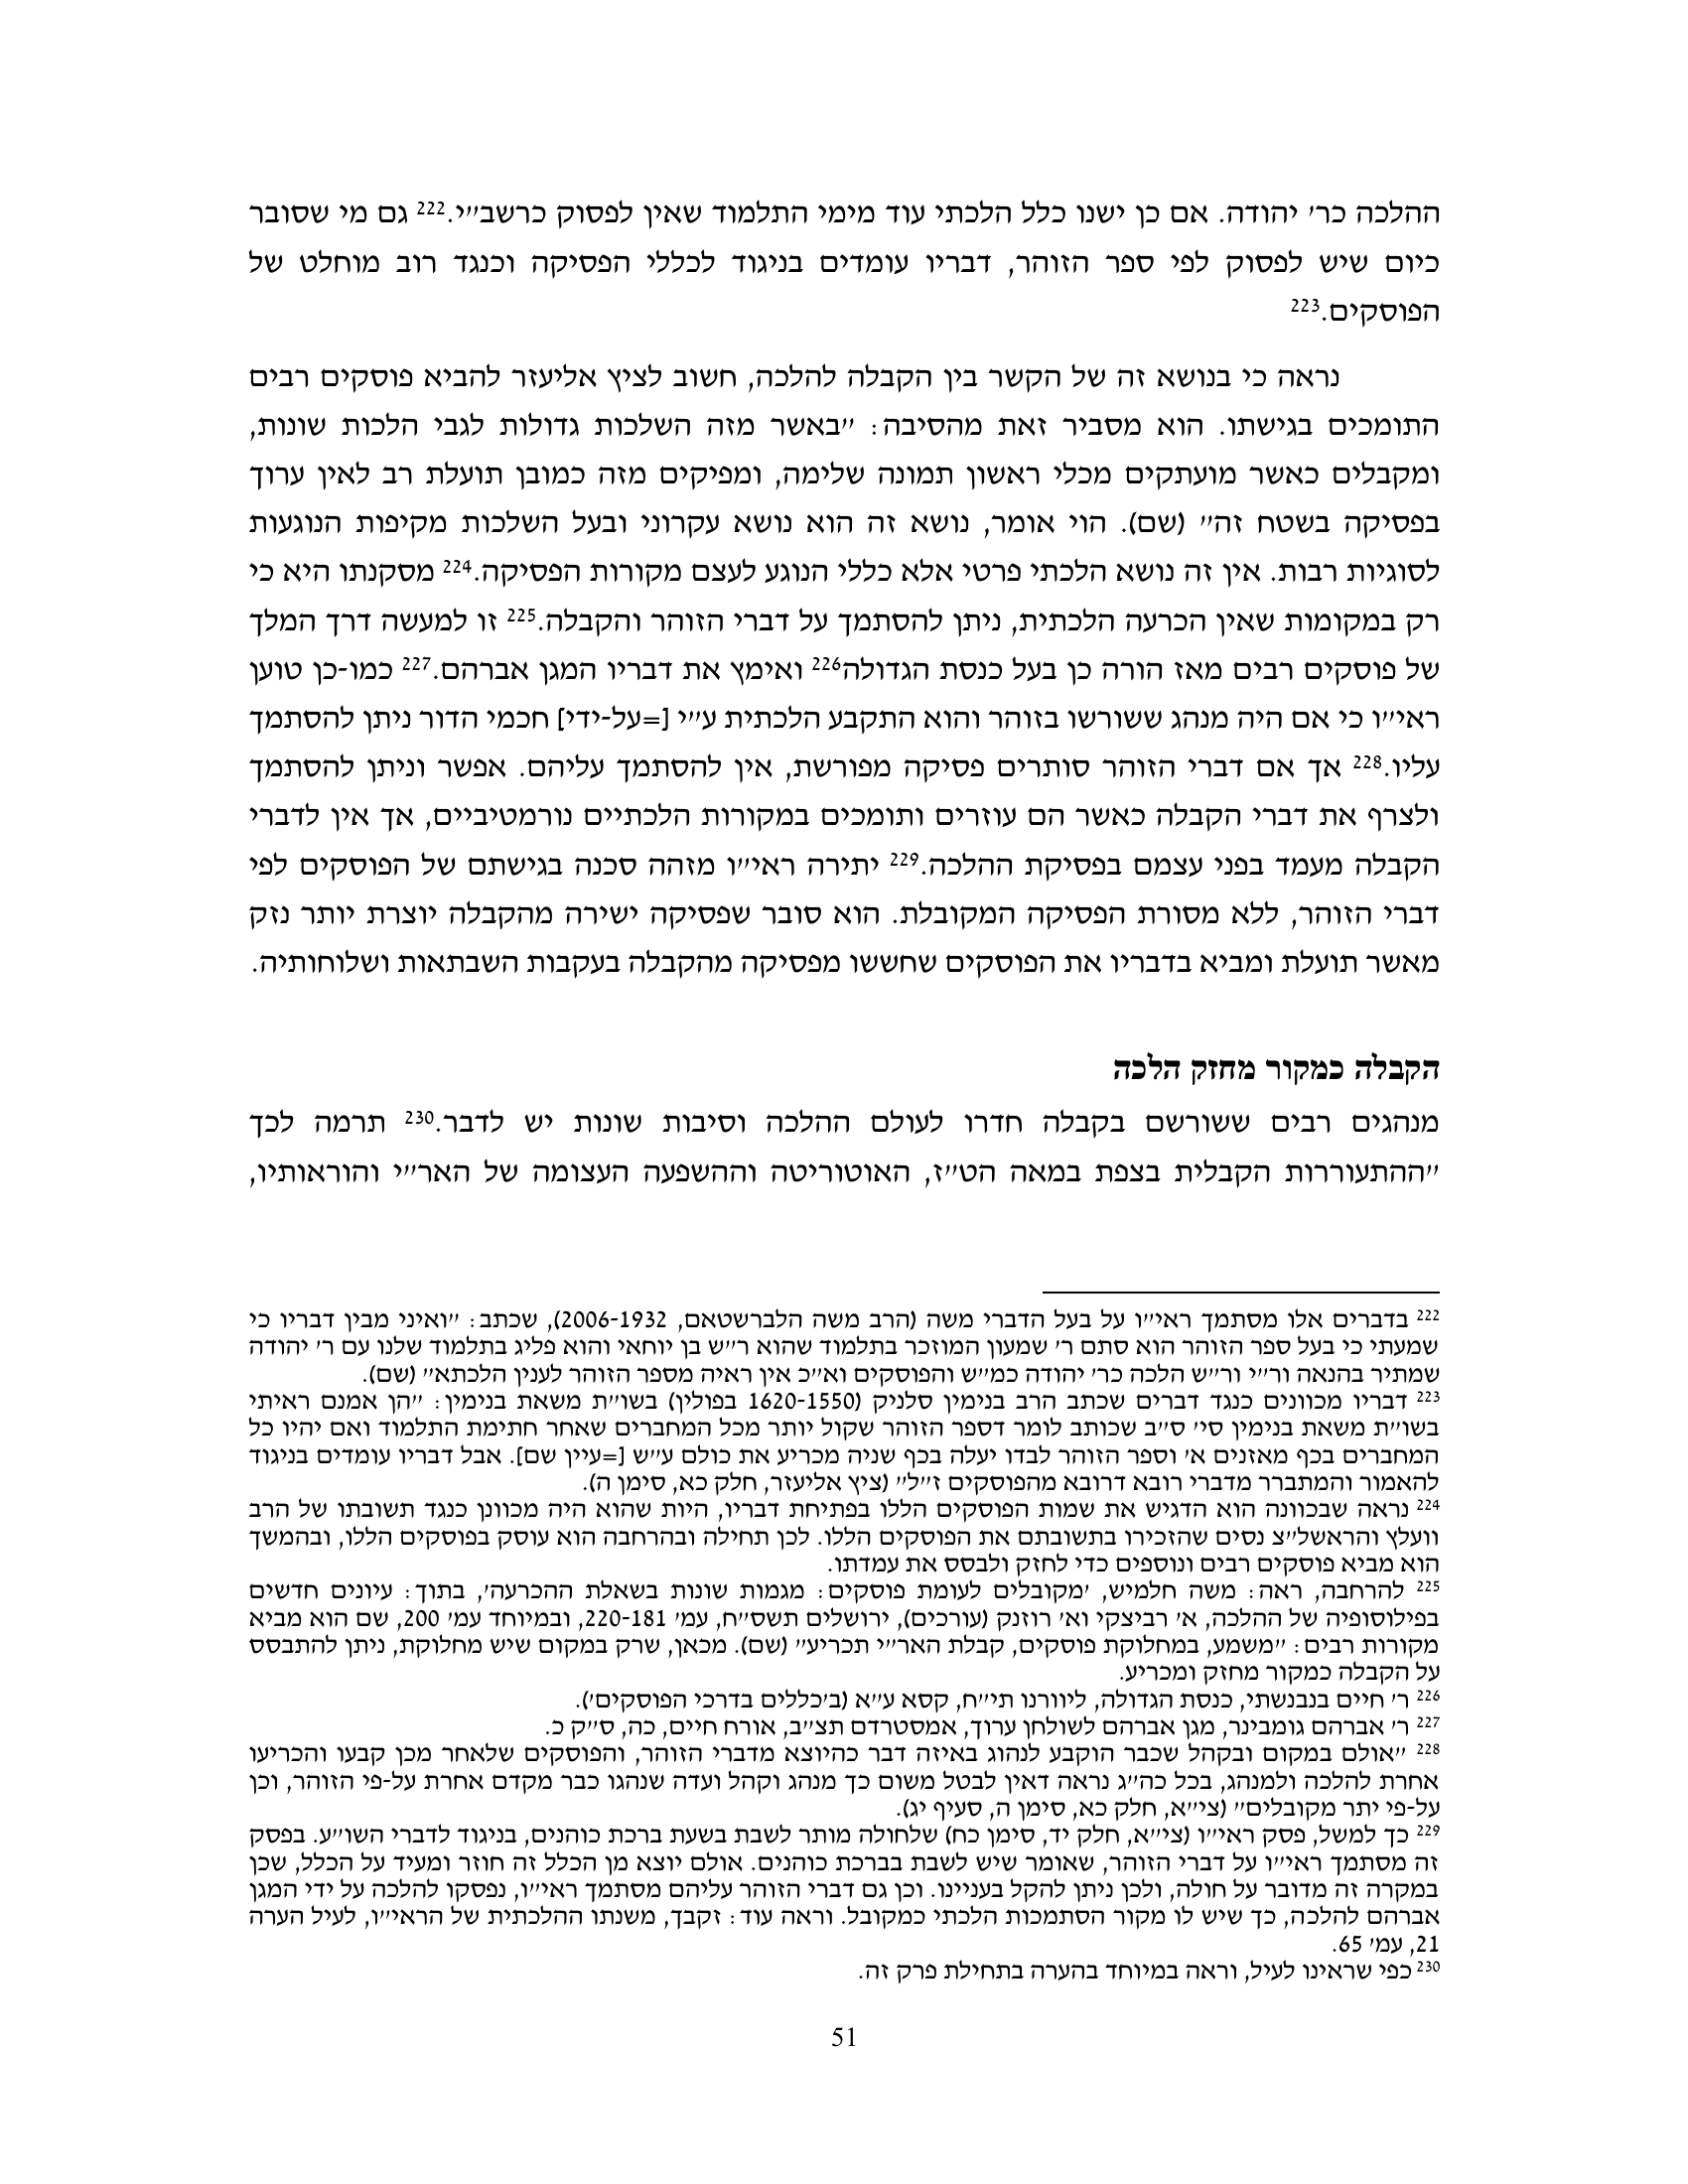 ההלכה כר' יהודה. אם כן ישנו כלל הלכתי עוד מימי התלמוד שאין לפסוק כרשב"י.222 גם מי שסובר
כיום שיש לפסוק לפי ספר הזוהר, דבריו עומדים בניגוד לכללי הפסיקה וכנגד רוב מוחלט של
הפוסקים.223
נראה כי בנושא זה של הקשר בין הקבלה להלכה, חשוב לציץ אליעזר להביא פוסקים רבים
התומכים בגישתו. הוא מסביר זאת מהסיבה: "באשר מזה השלכות גדולות לגבי הלכות שונות,
ומקבלים כאשר מועתקים מכלי ראשון תמונה שלימה, ומפיקים מזה כמובן תועלת רב לאין ערוך
בפסיקה בשטח זה" (שם). הוי אומר, נושא זה הוא נושא עקרוני ובעל השלכות מקיפות הנוגעות
לסוגיות רבות. אין זה נושא הלכתי פרטי אלא כללי הנוגע לעצם מקורות הפסיקה.224 מסקנתו היא כי
רק במקומות שאין הכרעה הלכתית, ניתן להסתמך על דברי הזוהר והקבלה.225 זו למעשה דרך המלך
של פוסקים רבים מאז הורה כן בעל כנסת הגדולה226 ואימץ את דבריו המגן אברהם.227 כמו-כן טוען
ראי"ו כי אם היה מנהג ששורשו בזוהר והוא התקבע הלכתית ע"י [=על-ידי] חכמי הדור ניתן להסתמך
עליו.228 אך אם דברי הזוהר סותרים פסיקה מפורשת, אין להסתמך עליהם. אפשר וניתן להסתמך
ולצרף את דברי הקבלה כאשר הם עוזרים ותומכים במקורות הלכתיים נורמטיביים, אך אין לדברי
הקבלה מעמד בפני עצמם בפסיקת ההלכה.229 יתירה ראי"ו מזהה סכנה בגישתם של הפוסקים לפי
דברי הזוהר, ללא מסורת הפסיקה המקובלת. הוא סובר שפסיקה ישירה מהקבלה יוצרת יותר נזק
מאשר תועלת ומביא בדבריו את הפוסקים שחששו מפסיקה מהקבלה בעקבות השבתאות ושלוחותיה.
הקבלה כמקור מחזק הלכה
מנהגים רבים ששורשם בקבלה חדרו לעולם ההלכה וסיבות שונות יש לדבר.230 תרמה לכך
"ההתעוררות הקבלית בצפת במאה הט"ז, האוטוריטה וההשפעה העצומה של האר"י והוראותיו,
222 בדברים אלו מסתמך ראי"ו על בעל הדברי משה (הרב משה הלברשטאם, 2006-1932), שכתב: "ואיני מבין דבריו כי
שמעתי כי בעל ספר הזוהר הוא סתם ר' שמעון המוזכר בתלמוד שהוא ר"ש בן יוחאי והוא פליג בתלמוד שלנו עם ר' יהודה
שמתיר בהנאה ור"י ור"ש הלכה כר' יהודה כמ"ש והפוסקים וא"כ אין ראיה מספר הזוהר לענין הלכתא" (שם).
223 דבריו מכוונים כנגד דברים שכתב הרב בנימין סלניק (1620-1550 בפולין) בשו"ת משאת בנימין: "הן אמנם ראיתי
בשו"ת משאת בנימין סי' ס"ב שכותב לומר דספר הזוהר שקול יותר מכל המחברים שאחר חתימת התלמוד ואם יהיו כל
המחברים בכף מאזנים א' וספר הזוהר לבדו יעלה בכף שניה מכריע את כולם ע"ש [=עיין שם]. אבל דבריו עומדים בניגוד
להאמור והמתברר מדברי רובא דרובא מהפוסקים ז"ל" (ציץ אליעזר, חלק כא, סימן ה).
224 נראה שבכוונה הוא הדגיש את שמות הפוסקים הללו בפתיחת דבריו, היות שהוא היה מכוונן כנגד תשובתו של הרב
וועלץ והראשל"צ נסים שהזכירו בתשובתם את הפוסקים הללו. לכן תחילה ובהרחבה הוא עוסק בפוסקים הללו, ובהמשך
הוא מביא פוסקים רבים ונוספים כדי לחזק ולבסס את עמדתו.
225 להרחבה, ראה: משה חלמיש, 'מקובלים לעומת פוסקים: מגמות שונות בשאלת ההכרעה', בתוך: עיונים חדשים
בפילוסופיה של ההלכה, א' רביצקי וא' רוזנק (עורכים), ירושלים תשס"ח, עמ' 220-181, ובמיוחד עמ' 200, שם הוא מביא
מקורות רבים: "משמע, במחלוקת פוסקים, קבלת האר"י תכריע" (שם). מכאן, שרק במקום שיש מחלוקת, ניתן להתבסס
על הקבלה כמקור מחזק ומכריע.
226 ר' חיים בנבנשתי, כנסת הגדולה, ליוורנו תי"ח, קסא ע"א (ב'כללים בדרכי הפוסקים').
227 ר' אברהם גומבינר, מגן אברהם לשולחן ערוך, אמסטרדם תצ"ב, אורח חיים, כה, ס"ק כ.
228 "אולם במקום ובקהל שכבר הוקבע לנהוג באיזה דבר כהיוצא מדברי הזוהר, והפוסקים שלאחר מכן קבעו והכריעו
אחרת להלכה ולמנהג, בכל כה"ג נראה דאין לבטל משום כך מנהג וקהל ועדה שנהגו כבר מקדם אחרת על-פי הזוהר, וכן
על-פי יתר מקובלים" (צי"א, חלק כא, סימן ה, סעיף יג).
229 כך למשל, פסק ראי"ו (צי"א, חלק יד, סימן כח) שלחולה מותר לשבת בשעת ברכת כוהנים, בניגוד לדברי השו"ע. בפסק
זה מסתמך ראי"ו על דברי הזוהר, שאומר שיש לשבת בברכת כוהנים. אולם יוצא מן הכלל זה חוזר ומעיד על הכלל, שכן
במקרה זה מדובר על חולה, ולכן ניתן להקל בעניינו. וכן גם דברי הזוהר עליהם מסתמך ראי"ו, נפסקו להלכה על ידי המגן
אברהם להלכה, כך שיש לו מקור הסתמכות הלכתי כמקובל. וראה עוד: זקבך, משנתו ההלכתית של הראי"ו, לעיל הערה
21, עמ' 65.
230 כפי שראינו לעיל, וראה במיוחד בהערה בתחילת פרק זה.
51